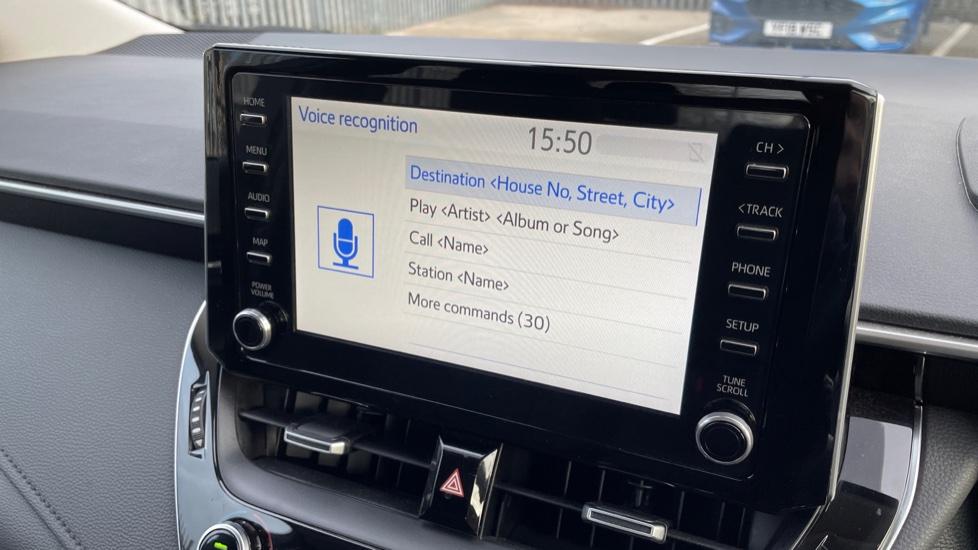 Voice recognition
15:50
Destination <House No, Street, City>
Play <Artist> <Album or Song>
Call <Name>
Station <Name>
More commands (30)
HOME
MENU
AUDIO
MAP
POWER
VOLUME
CH >
< TRACK
PHONE
SETUP
TUNE
SCROLL